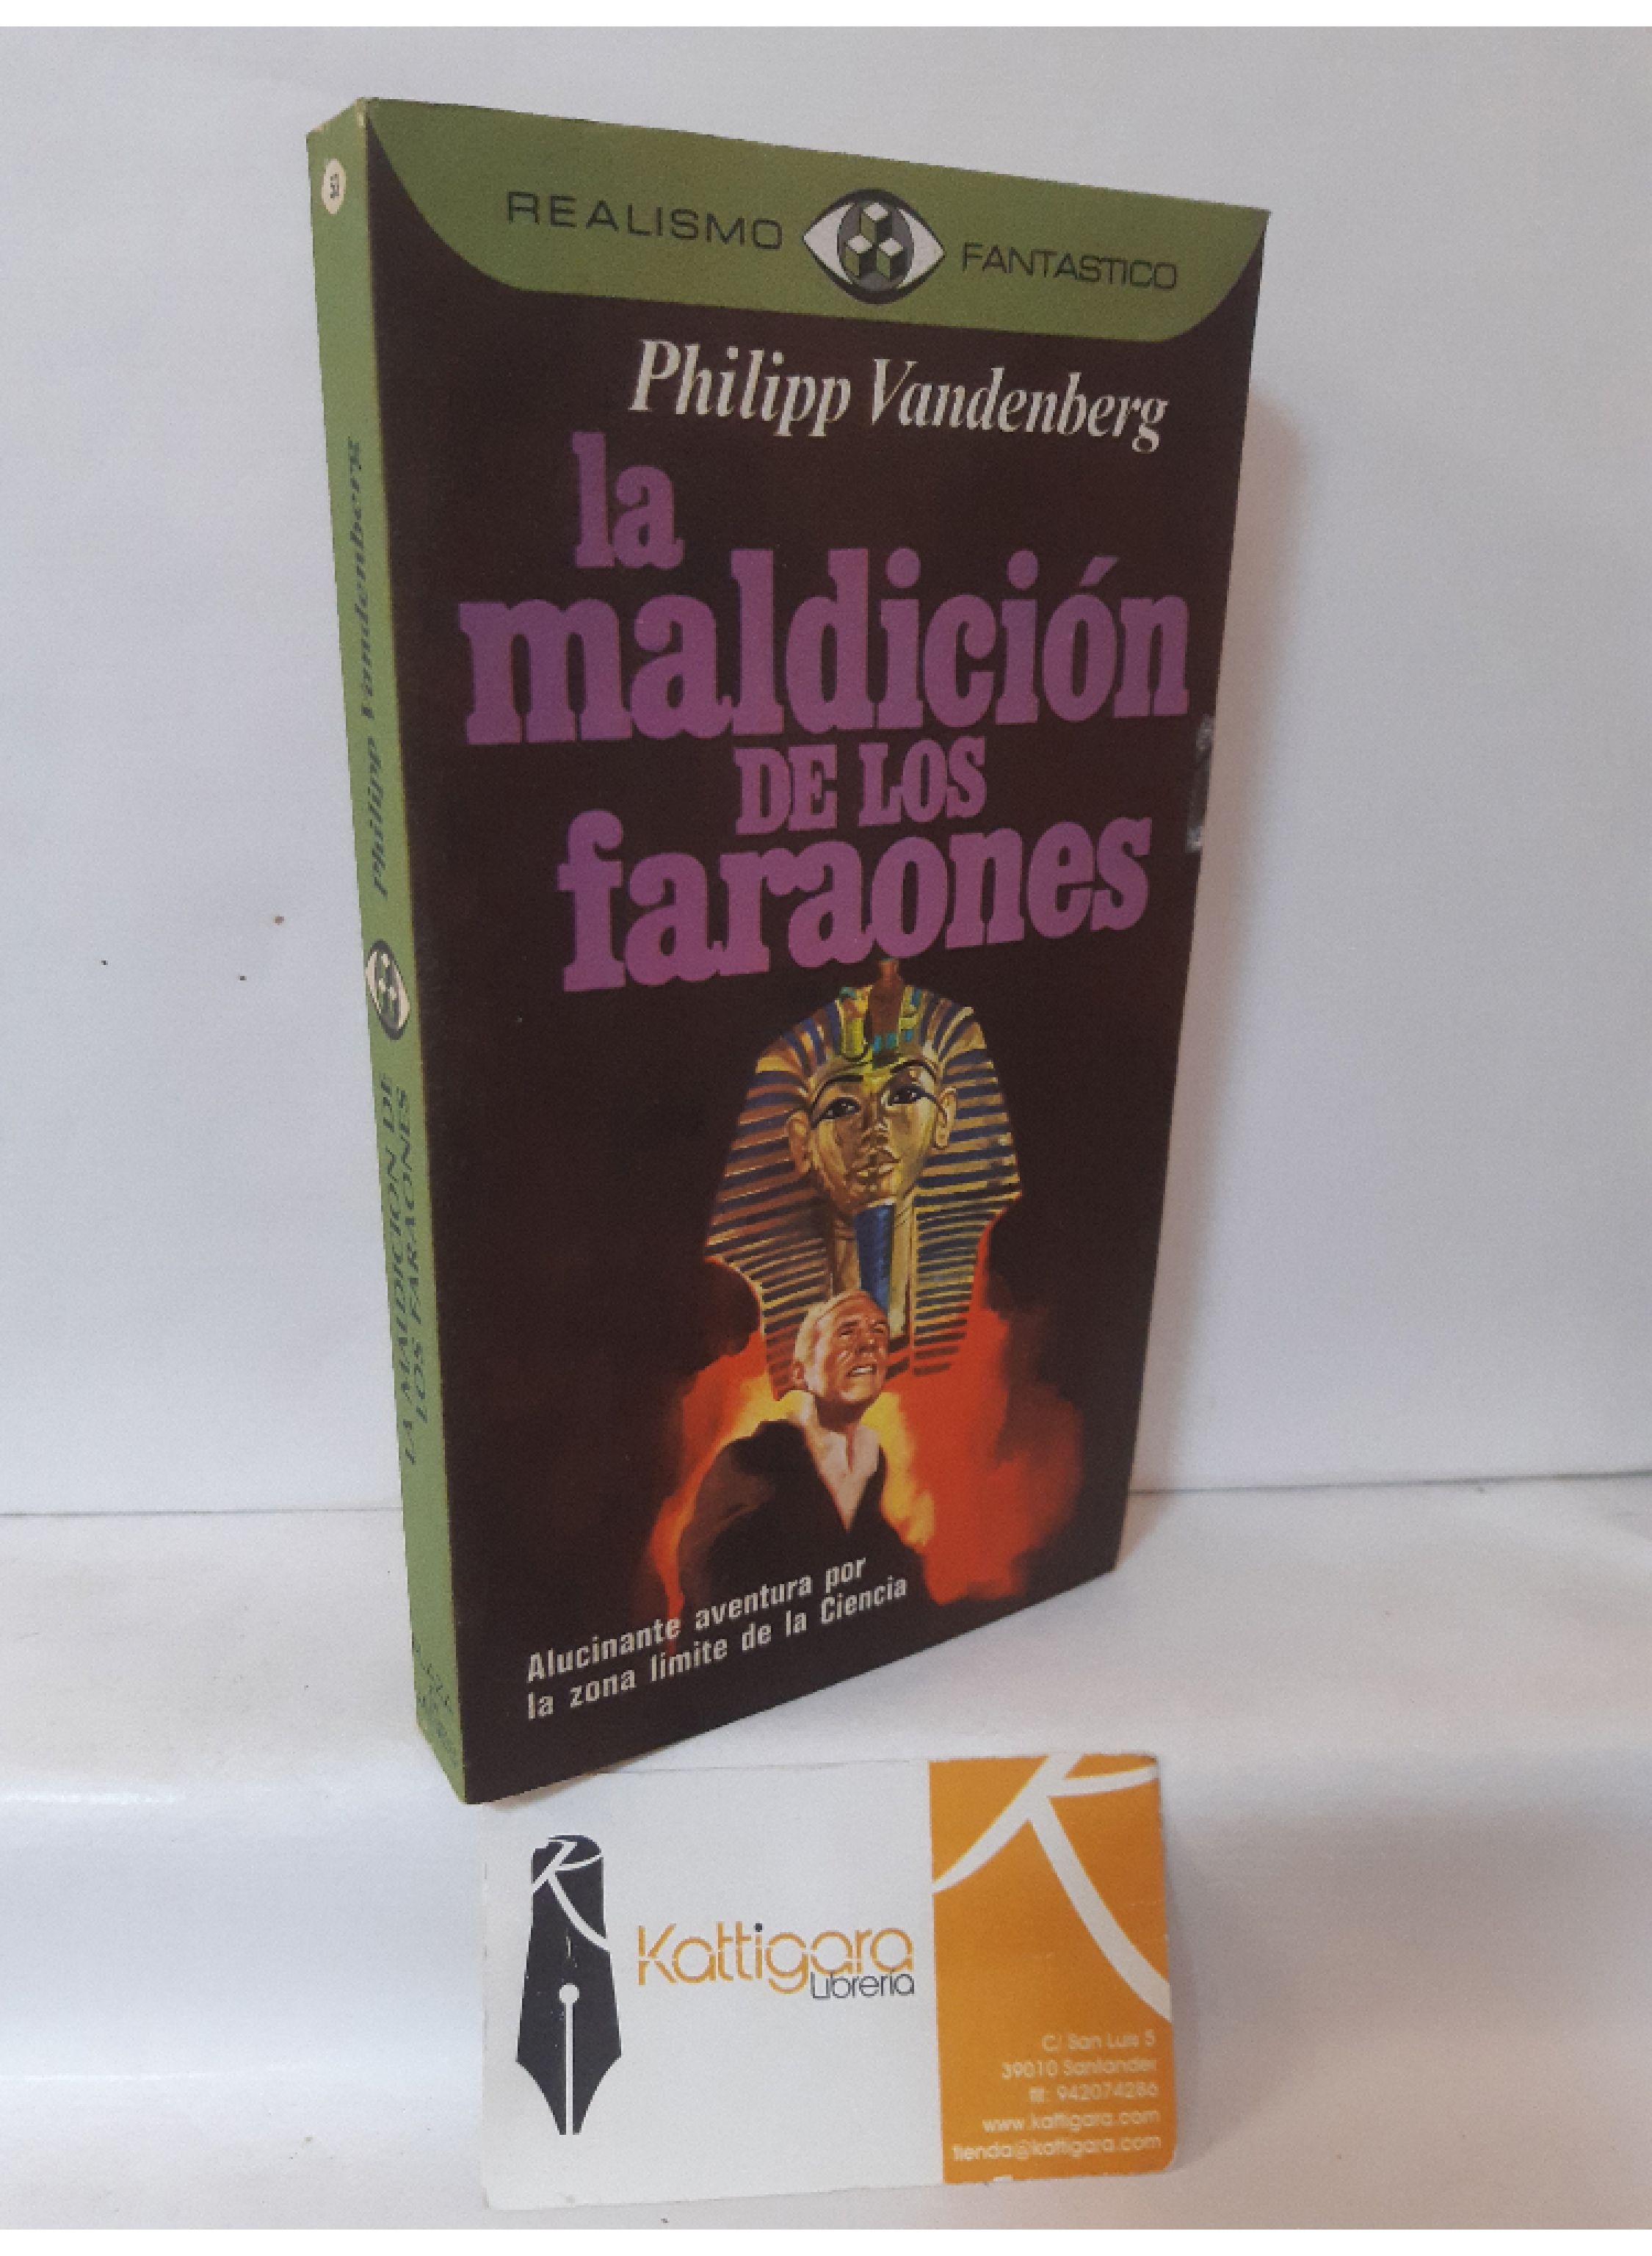 REALISMO FANTASTICO
Philipp Vandenberg
la
maldición
DE LOS
faraones
Alucinante aventura por
la zona límite de la Ciencia
Philipp Vandenberg
LA MALDICION DE
LOS FARAONES
Kattigara
Librería
C/ San Luis 5
39010 Santander
tlf: 942074286
www.kattigara.com
tienda@kattigara.com